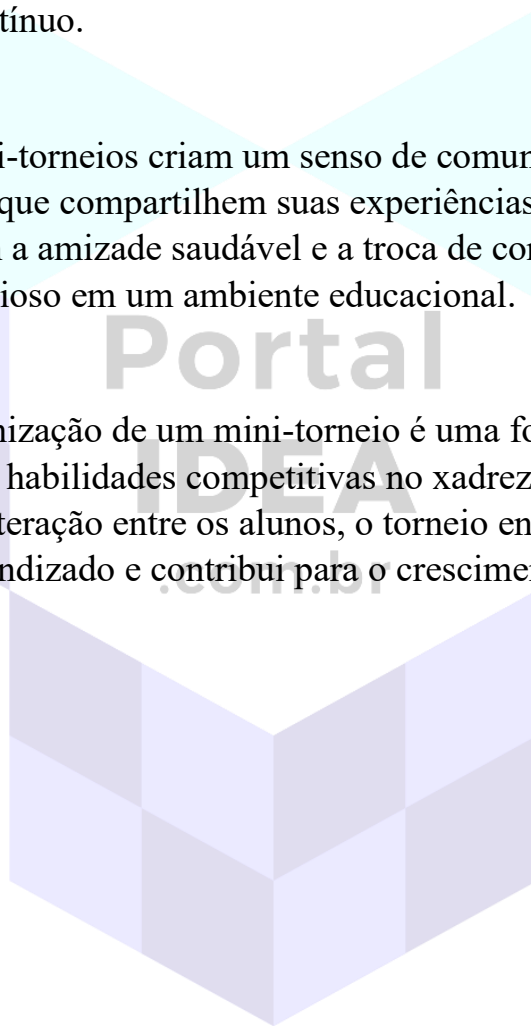 tínuo.
i-torneios criam um senso de comun
que compartilhem suas experiências
a amizade saudável e a troca de co
ioso em um ambiente educacional.
Portal
nização de um mini-torneio é uma fo
IDEA
habilidades competitivas no xadrez
teração entre os alunos, o torneio en
ndizado e contribui para o crescime
.com.br